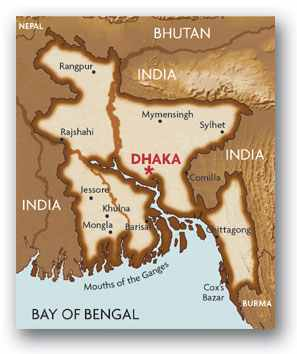 NEPAL
BHUTAN
Rangpur
INDIA
Mymensingh
Sylhet
Rajshahi
DHAKA
INDIA
Comilla
INDIA
Jessore
Khulna
Mongla
Barisal
Chittagong
Mouths of the Ganges
Cox's
Bazar
BURMA
BAY OF BENGAL